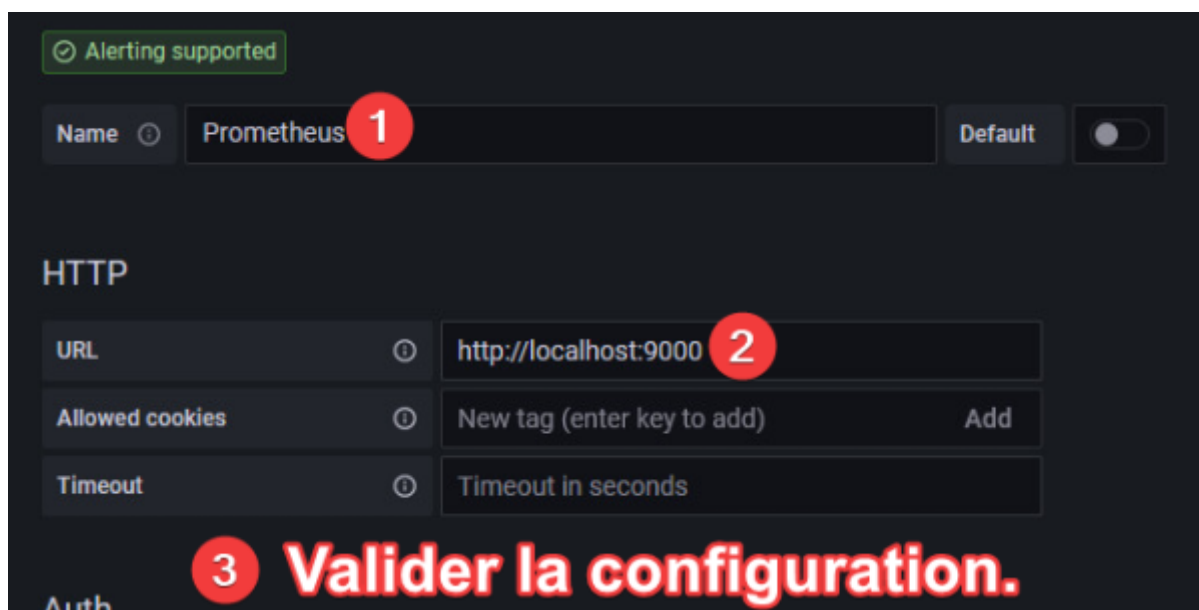 Alerting supported
Name Prometheus 1 Default
HTTP
URL http://localhost:9000 2
Allowed cookies New tag (enter key to add) Add
Timeout Timeout in seconds
3 Valider la configuration.
Auth